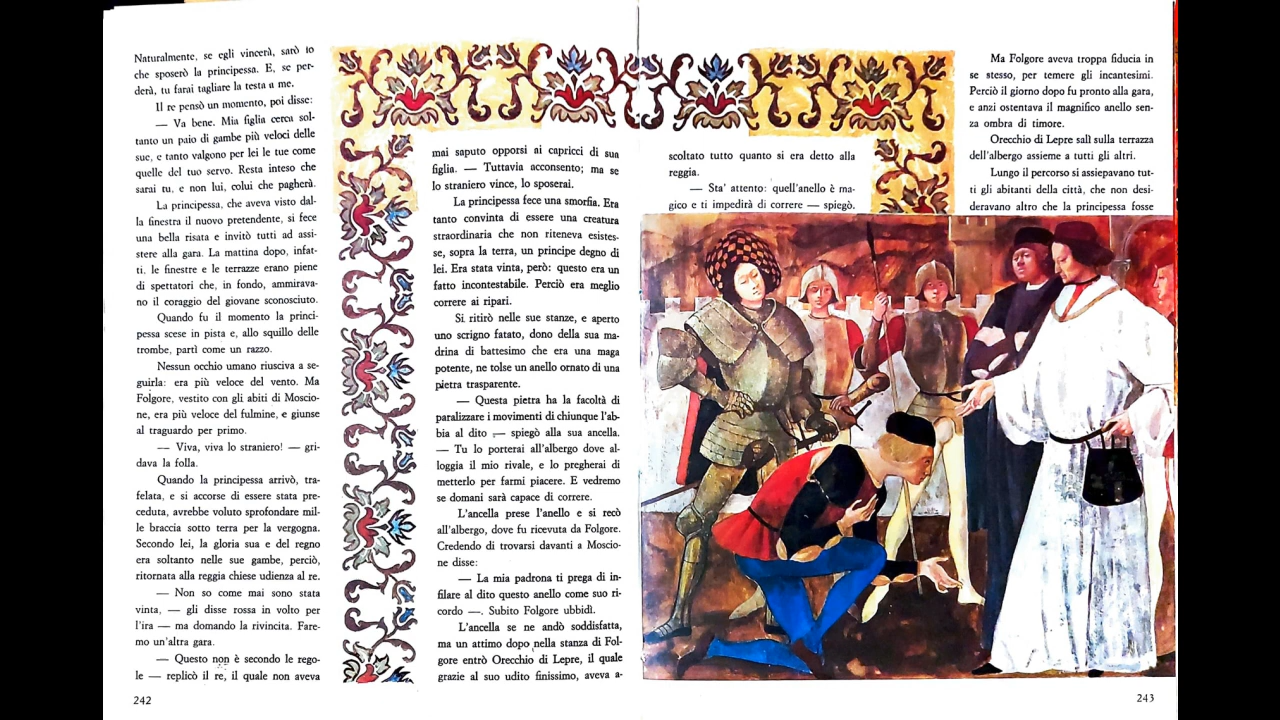 Naturalmente, se egli vincerà, sarò io
che sposerò la principessa. E, se per-
derà, tu farai tagliare la testa a me.
Il re pensò un momento, poi disse:
— Va bene. Mia figlia cerca sol-
tanto un paio di gambe più veloci delle
sue, e tanto valgono per lei le tue come
quelle del tuo servo. Resta inteso che
sarai tu, e non lui, colui che pagherà.
La principessa, che aveva visto dal-
la finestra il nuovo pretendente, si fece
una bella risata e invitò tutti ad assi-
stere alla gara. La mattina dopo, infat-
ti, le finestre e le terrazze erano piene
di spettatori che, in fondo, ammirava-
no il coraggio del giovane sconosciuto.
Quando fu il momento la princi-
pessa scese in pista e, allo squillo delle
trombe, partì come un razzo.
Nessun occhio umano riusciva a se-
guirla: era più veloce del vento. Ma
Folgore, vestito con gli abiti di Moscio-
ne, era più veloce del fulmine, e giunse
al traguardo per primo.
— Viva, viva lo straniero! — gri-
dava la folla.
Quando la principessa arrivò, tra-
felata, e si accorse di essere stata pre-
ceduta, avrebbe voluto sprofondare mil-
le braccia sotto terra per la vergogna.
Secondo lei, la gloria sua e del regno
era soltanto nelle sue gambe, perciò,
ritornata alla reggia chiese udienza al re.
— Non so come mai sono stata
vinta, — gli disse rossa in volto per
l'ira — ma domando la rivincita. Fare-
mo un'altra gara.
— Questo non è secondo le rego-
le — replicò il re, il quale non aveva
242
mai saputo opporsi ai capricci di sua
figlia. — Tuttavia acconsento; ma se
lo straniero vince, lo sposerai.
La principessa fece una smorfia. Era
tanto convinta di essere una creatura
straordinaria che non riteneva esistes-
se, sopra la terra, un principe degno di
lei. Era stata vinta, però: questo era un
fatto incontestabile. Perciò era meglio
correre ai ripari.
Si ritirò nelle sue stanze, e aperto
uno scrigno fatato, dono della sua ma-
drina di battesimo che era una maga
potente, ne tolse un anello ornato di una
pietra trasparente.
— Questa pietra ha la facoltà di
paralizzare i movimenti di chiunque l'ab-
bia al dito — spiegò alla sua ancella.
— Tu lo porterai all'albergo dove al-
loggia il mio rivale, e lo pregherai di
metterlo per farmi piacere. E vedremo
se domani sarà capace di correre.
L'ancella prese l'anello e si recò
all'albergo, dove fu ricevuta da Folgore.
Credendo di trovarsi davanti a Moscio-
ne disse:
— La mia padrona ti prega di in-
filare al dito questo anello come suo ri-
cordo —. Subito Folgore ubbidì.
L'ancella se ne andò soddisfatta,
ma un attimo dopo nella stanza di Fol-
gore entrò Orecchio di Lepre, il quale
grazie al suo udito finissimo, aveva a-
scoltato tutto quanto si era detto alla
reggia.
— Sta' attento: quell'anello è ma-
gico e ti impedirà di correre — spiegò.
Ma Folgore aveva troppa fiducia in
se stesso, per temere gli incantesimi.
Perciò il giorno dopo fu pronto alla gara,
e anzi ostentava il magnifico anello sen-
za ombra di timore.
Orecchio di Lepre salì sulla terrazza
dell'albergo assieme a tutti gli altri.
Lungo il percorso si assiepavano tut-
ti gli abitanti della città, che non desi-
deravano altro che la principessa fosse
243